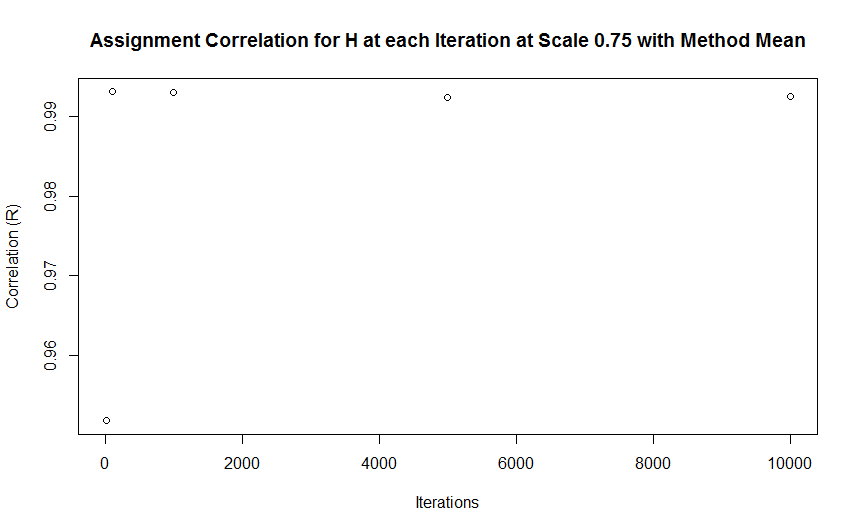 Assignment Correlation for H at each Iteration at Scale 0.75 with Method Mean
Correlation (R)
0.99
0.98
0.97
0.96
0 2000 4000 6000 8000 10000
Iterations